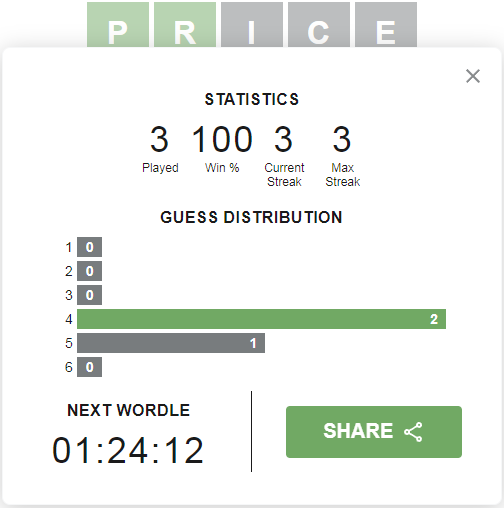 PRICE
STATISTICS
3 100 3 3
Played Win % Current Streak Max Streak
GUESS DISTRIBUTION
1 0
2 0
3 0
4 2
5 1
6 0
NEXT WORDLE
01:24:12
SHARE